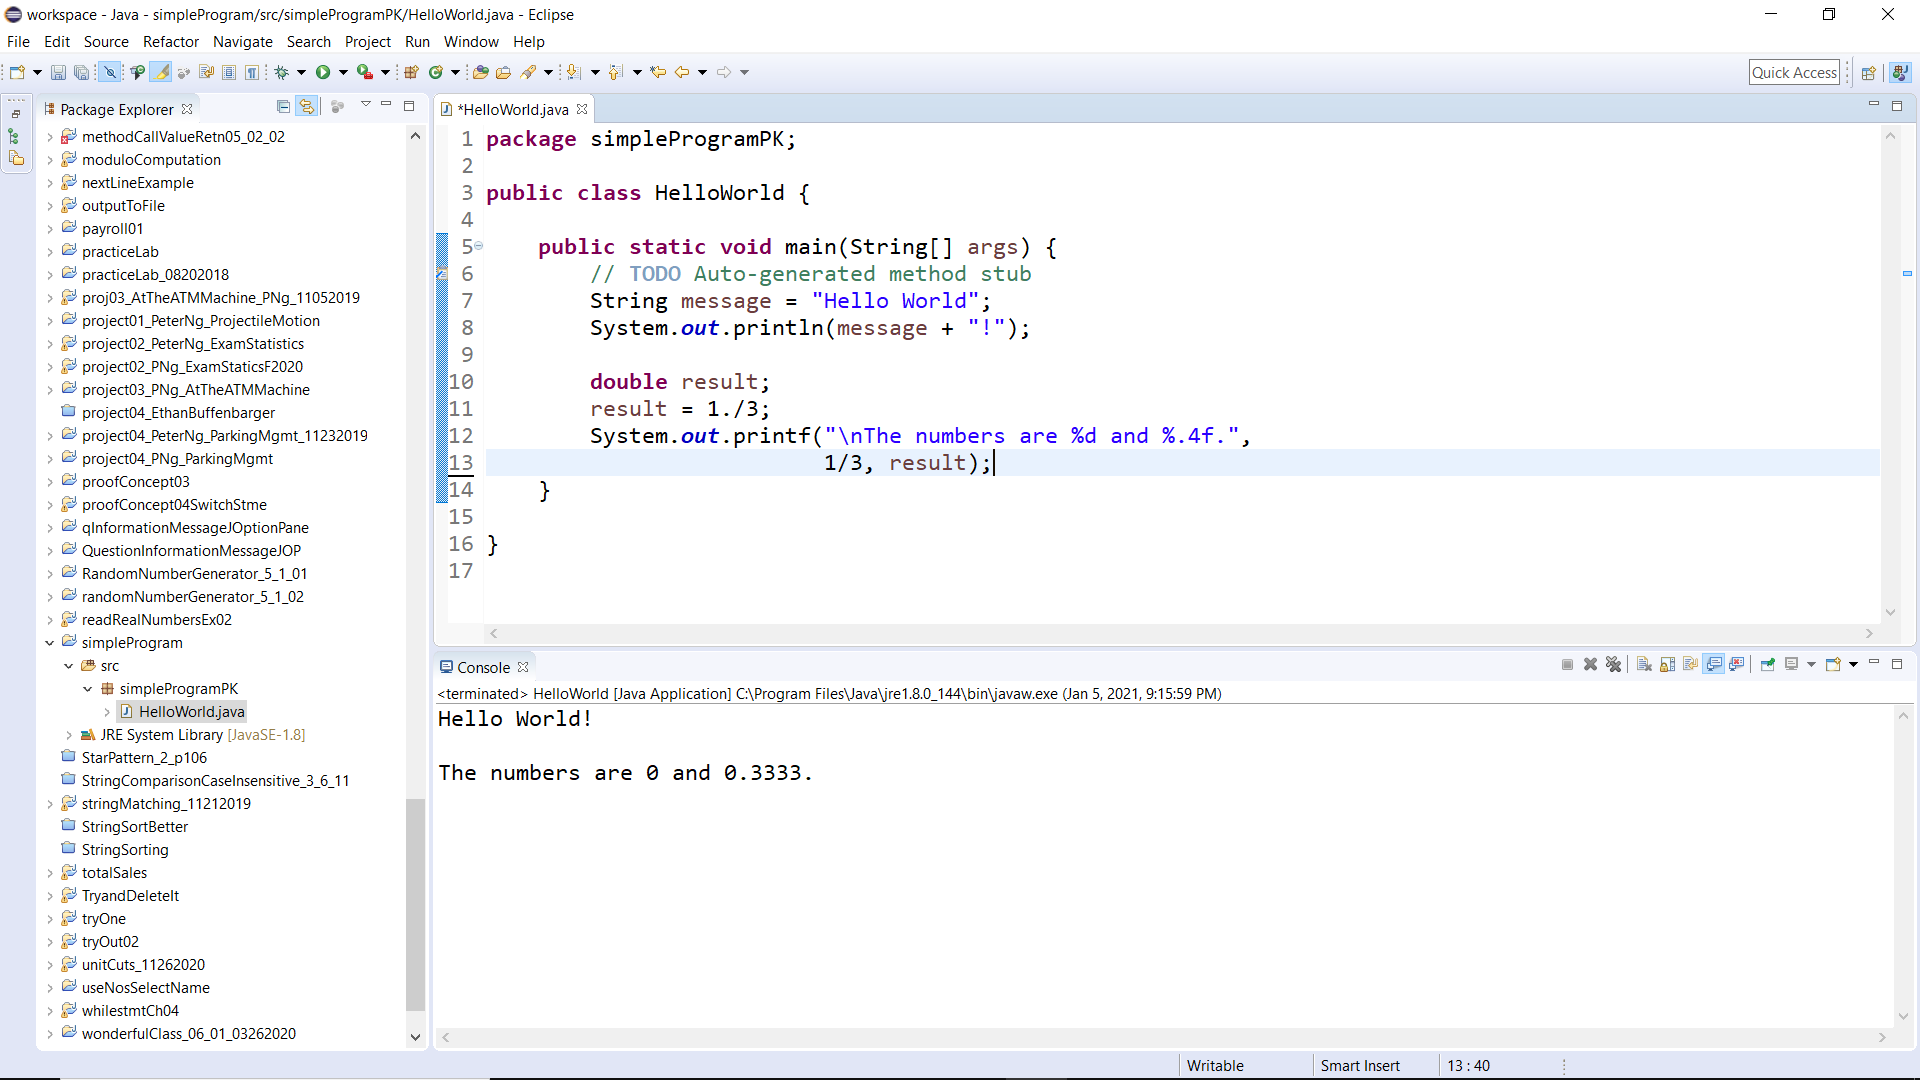 workspace - Java - simpleProgram/src/simpleProgramPK/HelloWorld.java - Eclipse
File Edit Source Refactor Navigate Search Project Run Window Help
Quick Access
Package Explorer
methodCallValueRetn05_02_02
moduloComputation
nextLineExample
outputToFile
payroll01
practiceLab
practiceLab_08202018
proj03_AtTheATMMachine_PNg_11052019
project01_PeterNg_ProjectileMotion
project02_PeterNg_ExamStatistics
project02_PNg_ExamStaticsF2020
project03_PNg_AtTheATMMachine
project04_EthanBuffenbarger
project04_PeterNg_ParkingMgmt_11232019
project04_PNg_ParkingMgmt
proofConcept03
proofConcept04SwitchStme
qInformationMessageJOptionPane
QuestionInformationMessageJOP
RandomNumberGenerator_5_1_01
randomNumberGenerator_5_1_02
readRealNumbersEx02
simpleProgram
src
simpleProgramPK
HelloWorld.java
JRE System Library [JavaSE-1.8]
StarPattern_2_p106
StringComparisonCaseInsensitive_3_6_11
stringMatching_11212019
StringSortBetter
StringSorting
totalSales
TryandDeleteIt
tryOne
tryOut02
unitCuts_11262020
useNosSelectName
whilestmtCh04
wonderfulClass_06_01_03262020
*HelloWorld.java
1 package simpleProgramPK;
2
3 public class HelloWorld {
4
5 public static void main(String[] args) {
6 // TODO Auto-generated method stub
7 String message = "Hello World";
8 System.out.println(message + "!");
9
10 double result;
11 result = 1./3;
12 System.out.printf("\nThe numbers are %d and %.4f.",
13 1/3, result);
14 }
15
16 }
17
Console
<terminated> HelloWorld [Java Application] C:\Program Files\Java\jre1.8.0_144\bin\javaw.exe (Jan 5, 2021, 9:15:59 PM)
Hello World!
The numbers are 0 and 0.3333.
Writable Smart Insert 13 : 40